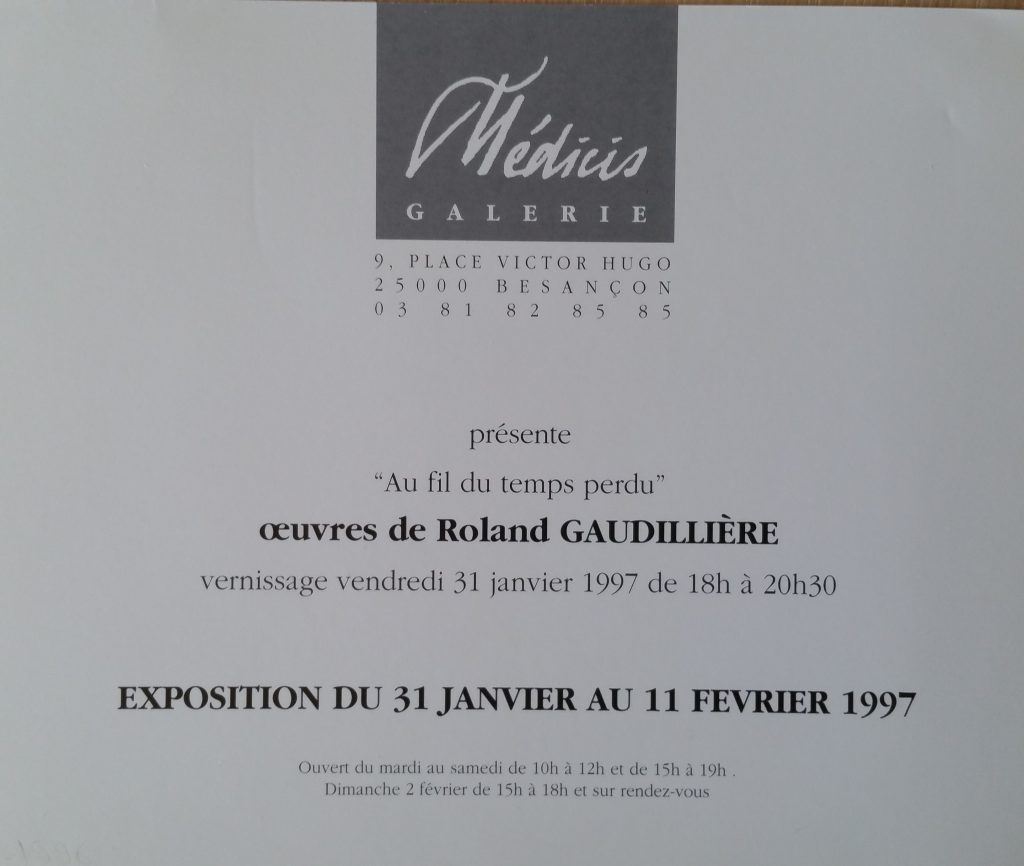 Médicis
GALERIE
9, PLACE VICTOR HUGO
25000 BESANÇON
03 81 82 85 85
présente
“Au fil du temps perdu”
œuvres de Roland GAUDILLIÈRE
vernissage vendredi 31 janvier 1997 de 18h à 20h30
EXPOSITION DU 31 JANVIER AU 11 FEVRIER 1997
Ouvert du mardi au samedi de 10h à 12h et de 15h à 19h .
Dimanche 2 février de 15h à 18h et sur rendez-vous